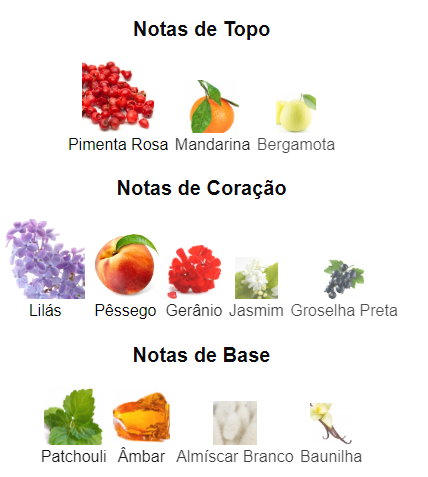 Notas de Topo
Pimenta Rosa Mandarina Bergamota
Notas de Coração
Lilás Pêssego Gerânio Jasmim Groselha Preta
Notas de Base
Patchouli Âmbar Almíscar Branco Baunilha